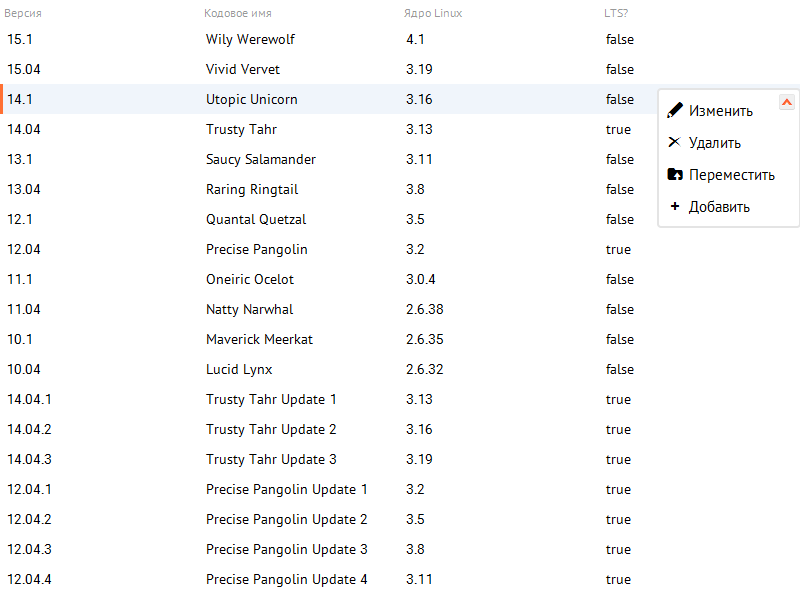 Версия Кодовое имя Ядро Linux LTS?
15.1 Wily Werewolf 4.1 false
15.04 Vivid Vervet 3.19 false
14.1 Utopic Unicorn 3.16 false
Изменить
14.04 Trusty Tahr 3.13 true
Удалить
13.1 Saucy Salamander 3.11 false
Переместить
13.04 Raring Ringtail 3.8 false
Добавить
12.1 Quantal Quetzal 3.5 false
12.04 Precise Pangolin 3.2 true
11.1 Oneiric Ocelot 3.0.4 false
11.04 Natty Narwhal 2.6.38 false
10.1 Maverick Meerkat 2.6.35 false
10.04 Lucid Lynx 2.6.32 false
14.04.1 Trusty Tahr Update 1 3.13 true
14.04.2 Trusty Tahr Update 2 3.16 true
14.04.3 Trusty Tahr Update 3 3.19 true
12.04.1 Precise Pangolin Update 1 3.2 true
12.04.2 Precise Pangolin Update 2 3.5 true
12.04.3 Precise Pangolin Update 3 3.8 true
12.04.4 Precise Pangolin Update 4 3.11 true